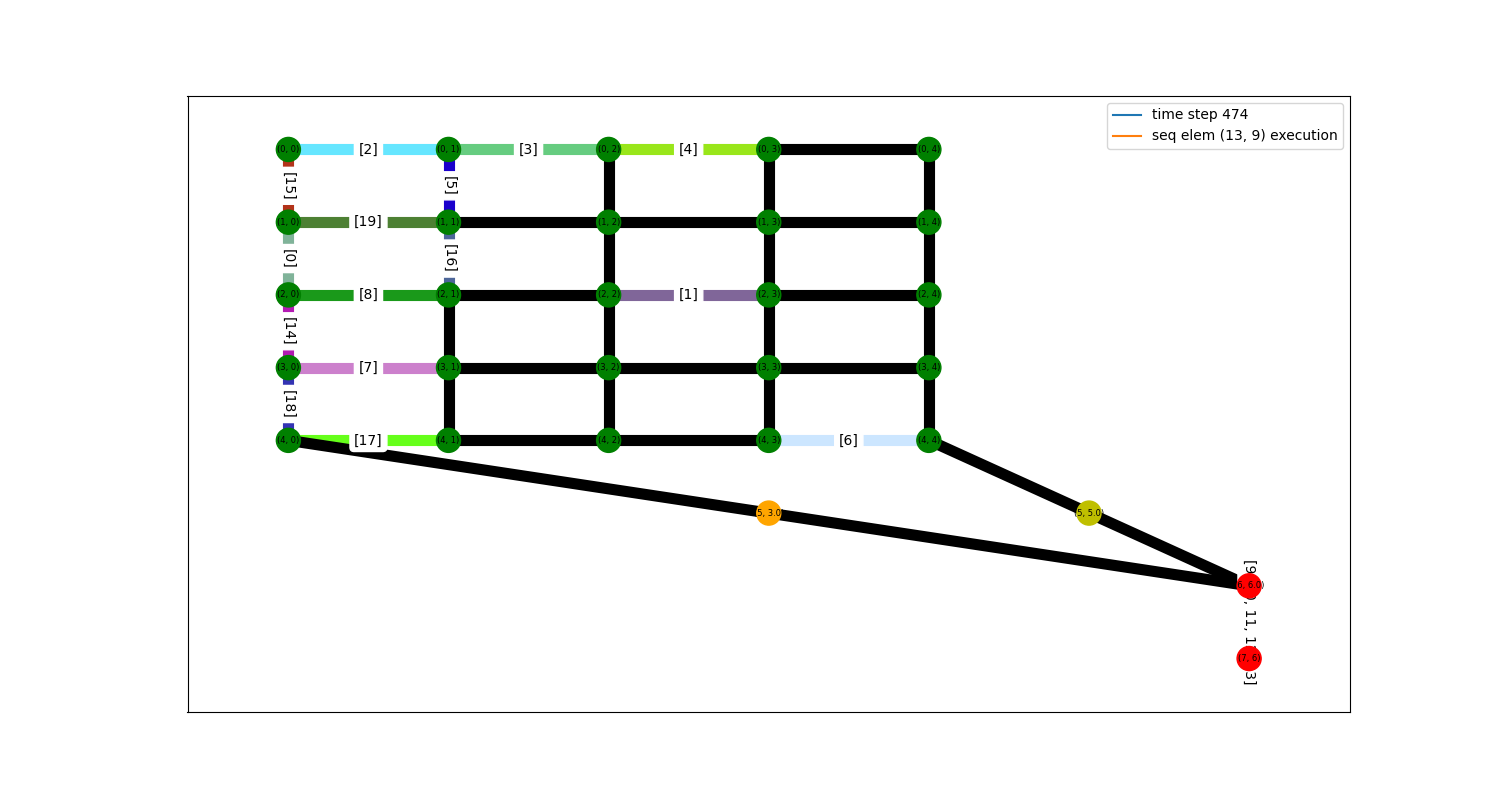 time step 474
seq elem (13, 9) execution
(0, 0) [2] (0, 1) [3] (0, 2) [4] (0, 3) (0, 4)
[15] [5]
(1, 0) [19] (1, 1) (1, 2) (1, 3) (1, 4)
[0] [16]
(2, 0) [8] (2, 1) (2, 2) [1] (2, 3) (2, 4)
[14]
(3, 0) [7] (3, 1) (3, 2) (3, 3) (3, 4)
[18]
(4, 0) [17] (4, 1) (4, 2) (4, 3) [6] (4, 4)
(5, 3.0) (5, 5.0)
(6, 6.0)
11,
(7, 6)